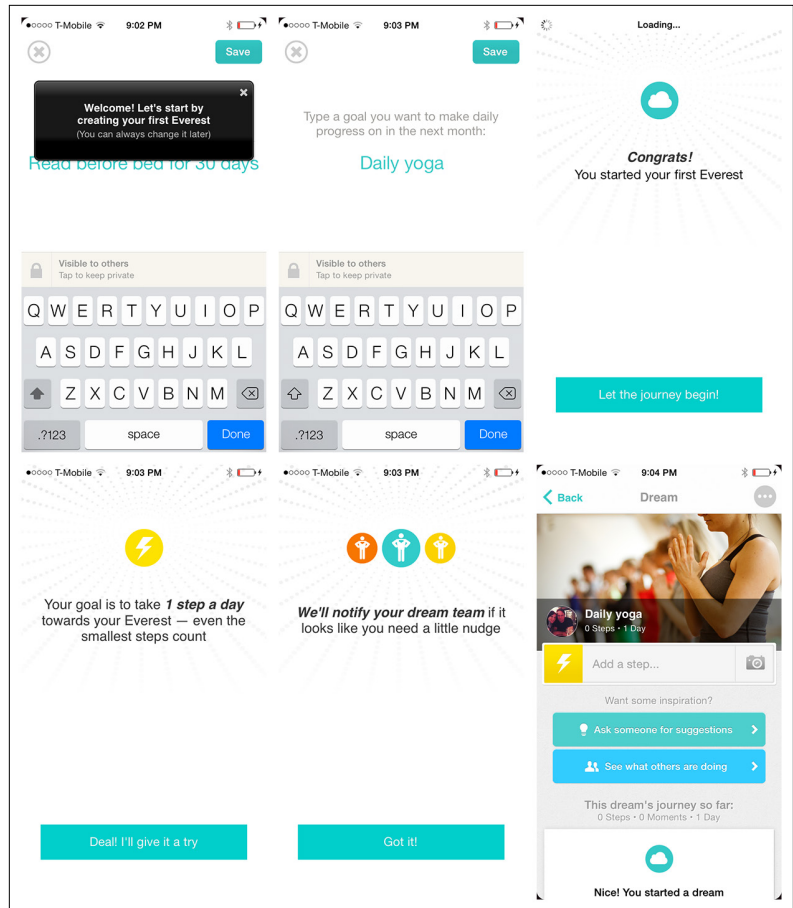 T-Mobile 9:02 PM
Save
Welcome! Let's start by
creating your first Everest
(You can always change it later)
Read before bed for 30 days
Visible to others
Tap to keep private
Q W E R T Y U I O P
A S D F G H J K L
Z X C V B N M
.?123 space Done
T-Mobile 9:03 PM
Save
Type a goal you want to make daily
progress on in the next month:
Daily yoga
Visible to others
Tap to keep private
Q W E R T Y U I O P
A S D F G H J K L
Z X C V B N M
.?123 space Done
Loading...
Congrats!
You started your first Everest
Let the journey begin!
T-Mobile 9:03 PM
Your goal is to take 1 step a day
towards your Everest — even the
smallest steps count
Deal! I'll give it a try
T-Mobile 9:03 PM
We'll notify your dream team if it
looks like you need a little nudge
Got it!
T-Mobile 9:04 PM
Back Dream
Daily yoga
0 Steps • 1 Day
Add a step...
Want some inspiration?
Ask someone for suggestions
See what others are doing
This dream's journey so far:
0 Steps • 0 Moments • 1 Day
Nice! You started a dream